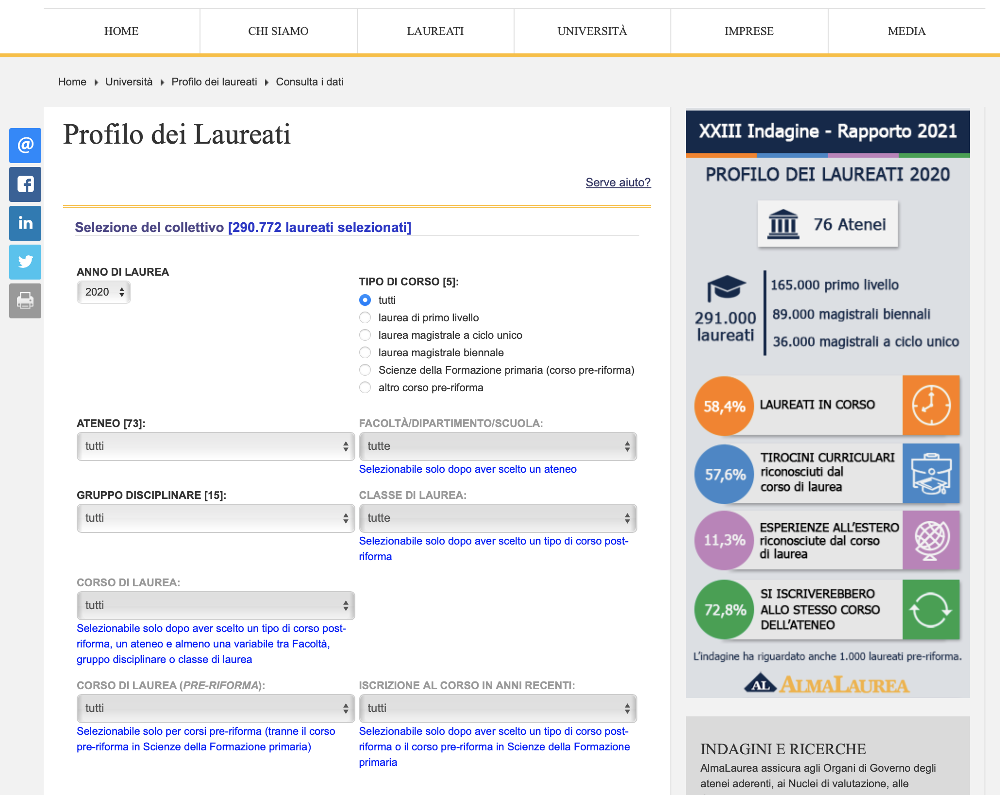 HOME
CHI SIAMO
LAUREATI
UNIVERSITÀ
IMPRESE
MEDIA
Home
Università
Profilo dei laureati
Consulta i dati
Profilo dei Laureati
Serve aiuto?
Selezione del collettivo [290.772 laureati selezionati]
ANNO DI LAUREA
2020
TIPO DI CORSO [5]:
tutti
laurea di primo livello
laurea magistrale a ciclo unico
laurea magistrale biennale
Scienze della Formazione primaria (corso pre-riforma)
altro corso pre-riforma
ATENEO [73]:
tutti
FACOLTÀ/DIPARTIMENTO/SCUOLA:
tutte
Selezionabile solo dopo aver scelto un ateneo
GRUPPO DISCIPLINARE [15]:
tutti
CLASSE DI LAUREA:
tutte
Selezionabile solo dopo aver scelto un tipo di corso post-
riforma
CORSO DI LAUREA:
tutti
Selezionabile solo dopo aver scelto un tipo di corso post-
riforma, un ateneo e almeno una variabile tra Facoltà,
gruppo disciplinare o classe di laurea
CORSO DI LAUREA (PRE-RIFORMA):
tutti
Selezionabile solo per corsi pre-riforma (tranne il corso
pre-riforma in Scienze della Formazione primaria)
ISCRIZIONE AL CORSO IN ANNI RECENTI:
tutti
Selezionabile solo dopo aver scelto un tipo di corso post-
riforma o il corso pre-riforma in Scienze della Formazione
primaria
XXIII Indagine - Rapporto 2021
PROFILO DEI LAUREATI 2020
76 Atenei
291.000
laureati
165.000 primo livello
89.000 magistrali biennali
36.000 magistrali a ciclo unico
58,4%
LAUREATI IN CORSO
57,6%
TIROCINI CURRICULARI
riconosciuti dal
corso di laurea
11,3%
ESPERIENZE ALL'ESTERO
riconosciute dal corso
di laurea
72,8%
SI ISCRIVEREBBERO
ALLO STESSO CORSO
DELL'ATENEO
L'indagine ha riguardato anche 1.000 laureati pre-riforma.
AL ALMALAUREA
INDAGINI E RICERCHE
AlmaLaurea assicura agli Organi di Governo degli
atenei aderenti, ai Nuclei di valutazione, alle